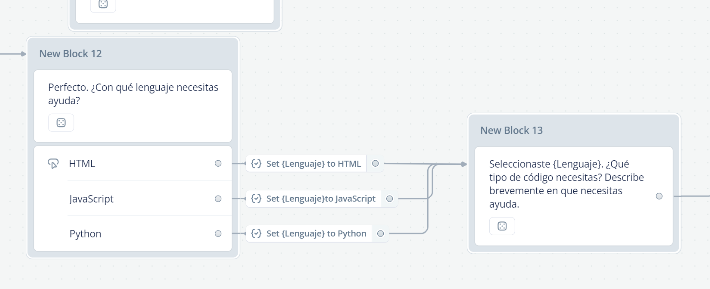 New Block 12
Perfecto. ¿Con qué lenguaje necesitas
ayuda?
HTML
Set {Lenguaje} to HTML
JavaScript
Set {Lenguaje}to JavaScript
Python
Set {Lenguaje} to Python
New Block 13
Seleccionaste {Lenguaje}. ¿Qué
tipo de código necesitas? Describe
brevemente en que necesitas
ayuda.